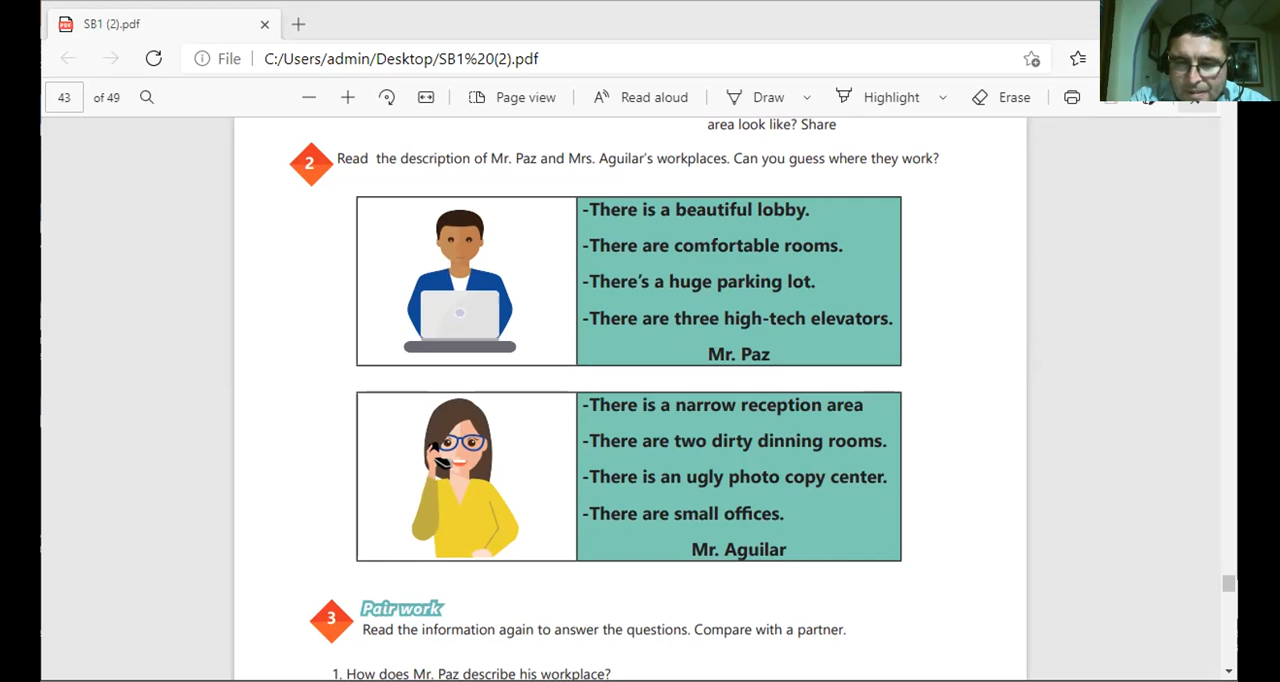 SB1 (2).pdf
File
C:/Users/admin/Desktop/SB1%20(2).pdf
43
of 49
Page view
Read aloud
Draw
Highlight
Erase
area look like? Share
2
Read the description of Mr. Paz and Mrs. Aguilar's workplaces. Can you guess where they work?
-There is a beautiful lobby.
-There are comfortable rooms.
-There's a huge parking lot.
-There are three high-tech elevators.
Mr. Paz
-There is a narrow reception area
-There are two dirty dinning rooms.
-There is an ugly photo copy center.
-There are small offices.
Mr. Aguilar
3
Pair work
Read the information again to answer the questions. Compare with a partner.
1. How does Mr. Paz describe his workplace?